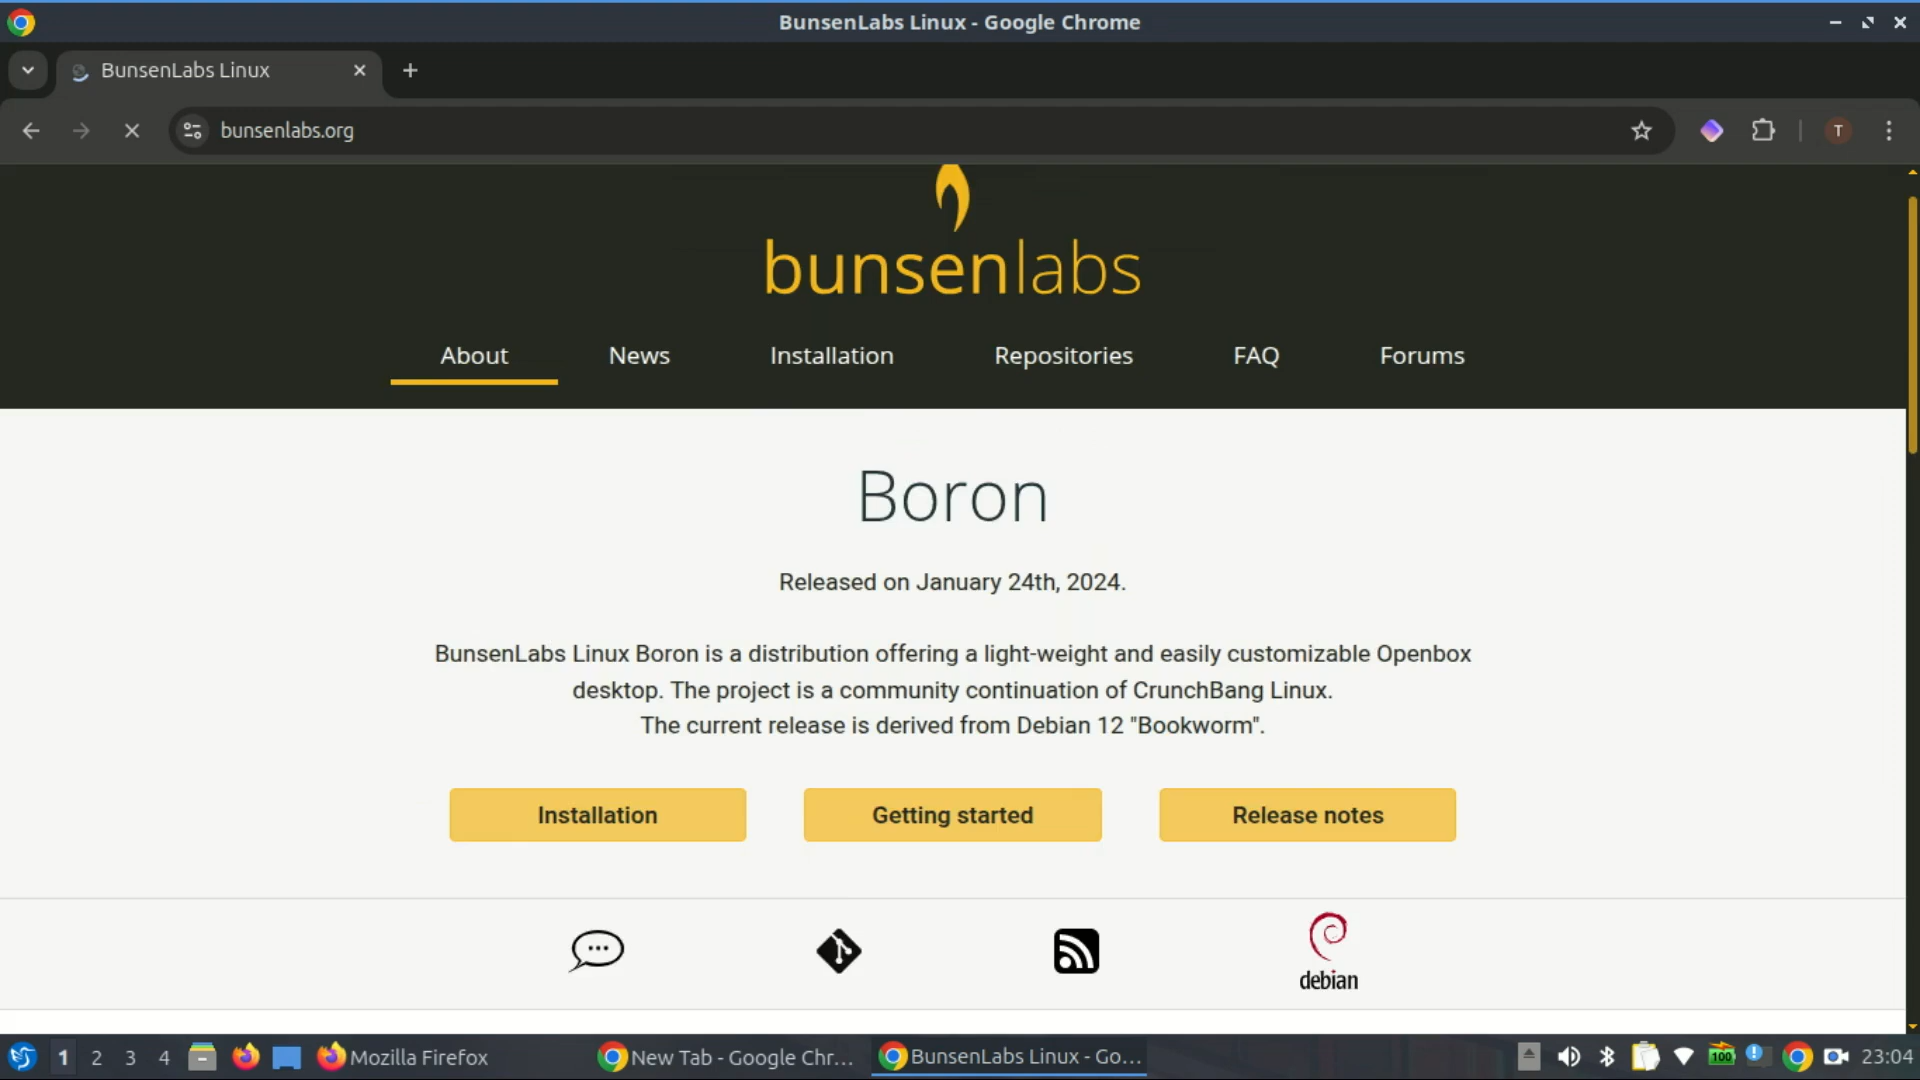 BunsenLabs Linux - Google Chrome
BunsenLabs Linux
bunsenlabs.org
T
bunsenlabs
About
News
Installation
Repositories
FAQ
Forums
Boron
Released on January 24th, 2024.
BunsenLabs Linux Boron is a distribution offering a light-weight and easily customizable Openbox
desktop. The project is a community continuation of CrunchBang Linux.
The current release is derived from Debian 12 "Bookworm".
Installation
Getting started
Release notes
debian
1
2
3
4
Mozilla Firefox
New Tab - Google Chr...
BunsenLabs Linux - Go...
100
23:04